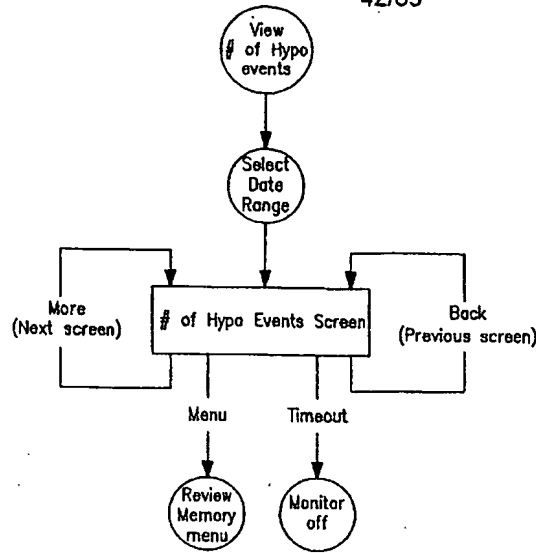 View
# of Hypo
events
Select
Date
Range
# of Hypo Events Screen
More
(Next screen)
Back
(Previous screen)
Menu
Timeout
Review
Memory
menu
Monitor
off